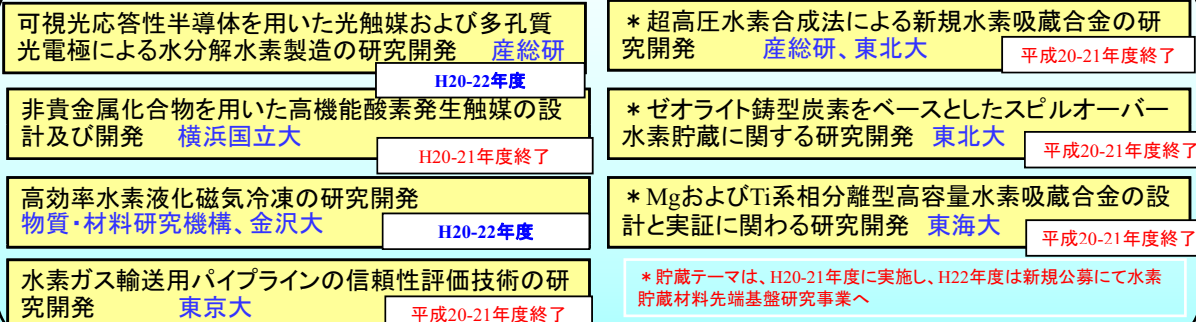 可視光応答性半導体を用いた光触媒および多孔質
光電極による水分解水素製造の研究開発　産総研
H20-22年度
非貴金属化合物を用いた高機能酸素発生触媒の設
計及び開発　横浜国立大
H20-21年度終了
高効率水素液化磁気冷凍の研究開発
物質・材料研究機構、金沢大
H20-22年度
水素ガス輸送用パイプラインの信頼性評価技術の研
究開発　東京大
平成20-21年度終了
＊超高圧水素合成法による新規水素吸蔵合金の研
究開発　産総研、東北大
平成20-21年度終了
＊ゼオライト鋳型炭素をベースとしたスピルオーバー
水素貯蔵に関する研究開発 東北大
平成20-21年度終了
＊MgおよびTi系相分離型高容量水素吸蔵合金の設
計と実証に関わる研究開発 東海大
平成20-21年度終了
＊貯蔵テーマは、H20-21年度に実施し、H22年度は新規公募にて水素
貯蔵材料先端基盤研究事業へ